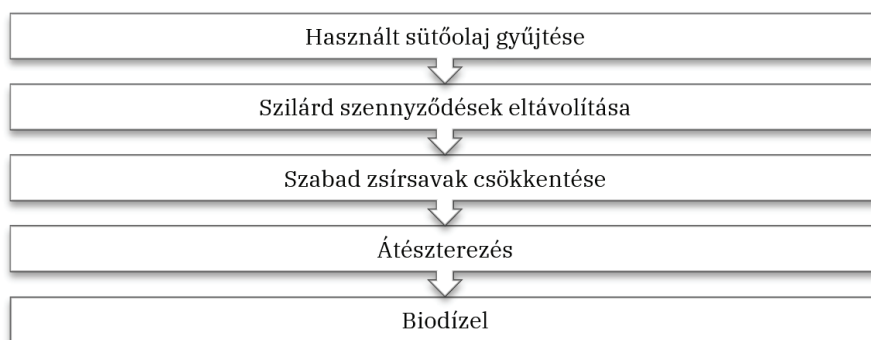 Használt sütőolaj gyűjtése
Szilárd szennyződések eltávolítása
Szabad zsírsavak csökkentése
Átészterezés
Biodízel